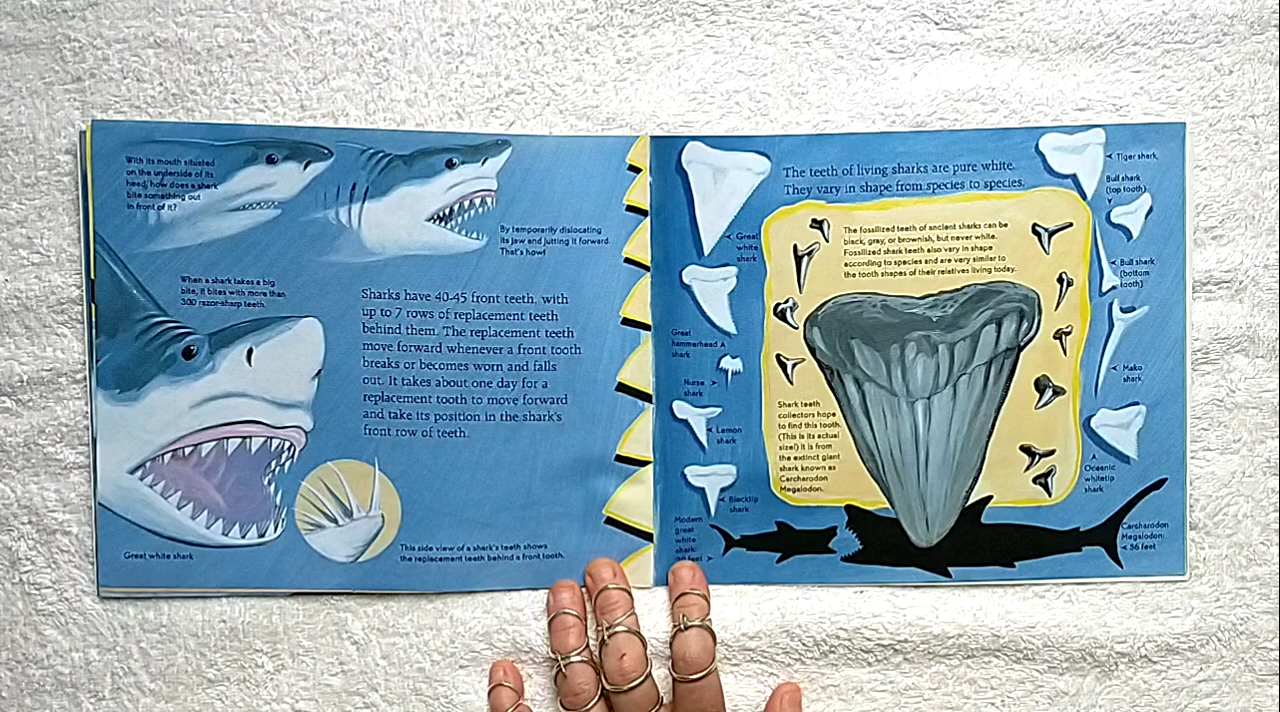 With its mouth situated
on the underside of its
head, how does a shark
bite something out
in front of it?
By temporarily dislocating
its jaw and jutting it forward.
That's how!
When a shark takes a big
bite, it bites with more than
300 razor-sharp teeth.
Sharks have 40-45 front teeth, with
up to 7 rows of replacement teeth
behind them. The replacement teeth
move forward whenever a front tooth
breaks or becomes worn and falls
out. It takes about one day for a
replacement tooth to move forward
and take its position in the shark's
front row of teeth.
Great white shark
This side view of a shark's teeth shows
the replacement teeth behind a front tooth.
The teeth of living sharks are pure white.
They vary in shape from species to species.
Great
white
shark
Great
hammerhead
shark
Nurse
shark
Lemon
shark
Blacktip
shark
Modern
great
white
shark:
feet
The fossilized teeth of ancient sharks can be
black, gray, or brownish, but never white.
Fossilized shark teeth also vary in shape
according to species and are very similar to
the tooth shapes of their relatives living today.
Shark teeth
collectors hope
to find this tooth.
(This is its actual
size!) It is from
the extinct giant
shark known as
Carcharodon
Megalodon.
Tiger shark
Bull shark
(top tooth)
Bull shark
(bottom
tooth)
Mako
shark
Oceanic
whitetip
shark
Carcharodon
Megalodon:
56 feet